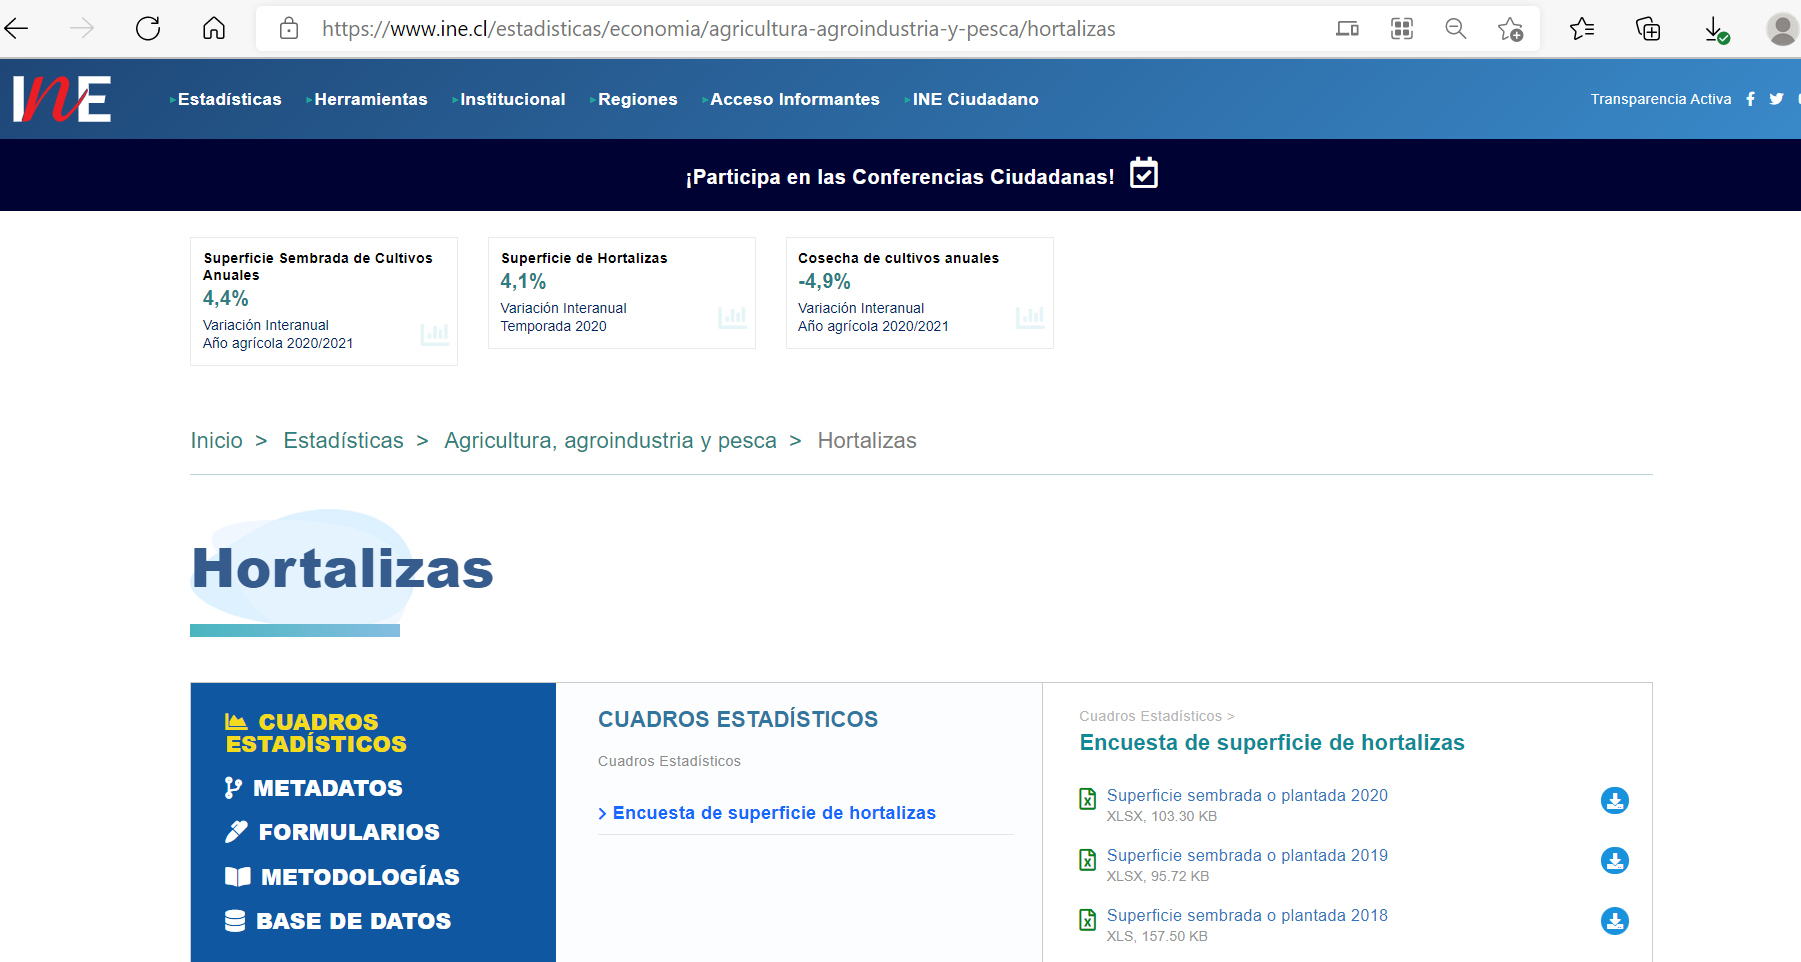 https://www.ine.cl/estadisticas/economia/agricultura-agroindustria-y-pesca/hortalizas
INE
Estadísticas
Herramientas
Institucional
Regiones
Acceso Informantes
INE Ciudadano
Transparencia Activa
¡Participa en las Conferencias Ciudadanas!
Superficie Sembrada de Cultivos
Anuales
4,4%
Variación Interanual
Año agrícola 2020/2021
Superficie de Hortalizas
4,1%
Variación Interanual
Temporada 2020
Cosecha de cultivos anuales
-4,9%
Variación Interanual
Año agrícola 2020/2021
Inicio > Estadísticas > Agricultura, agroindustria y pesca > Hortalizas
Hortalizas
CUADROS
ESTADÍSTICOS
METADATOS
FORMULARIOS
METODOLOGÍAS
BASE DE DATOS
CUADROS ESTADÍSTICOS
Cuadros Estadísticos
> Encuesta de superficie de hortalizas
Cuadros Estadísticos >
Encuesta de superficie de hortalizas
Superficie sembrada o plantada 2020
XLSX, 103.30 KB
Superficie sembrada o plantada 2019
XLSX, 95.72 KB
Superficie sembrada o plantada 2018
XLS, 157.50 KB